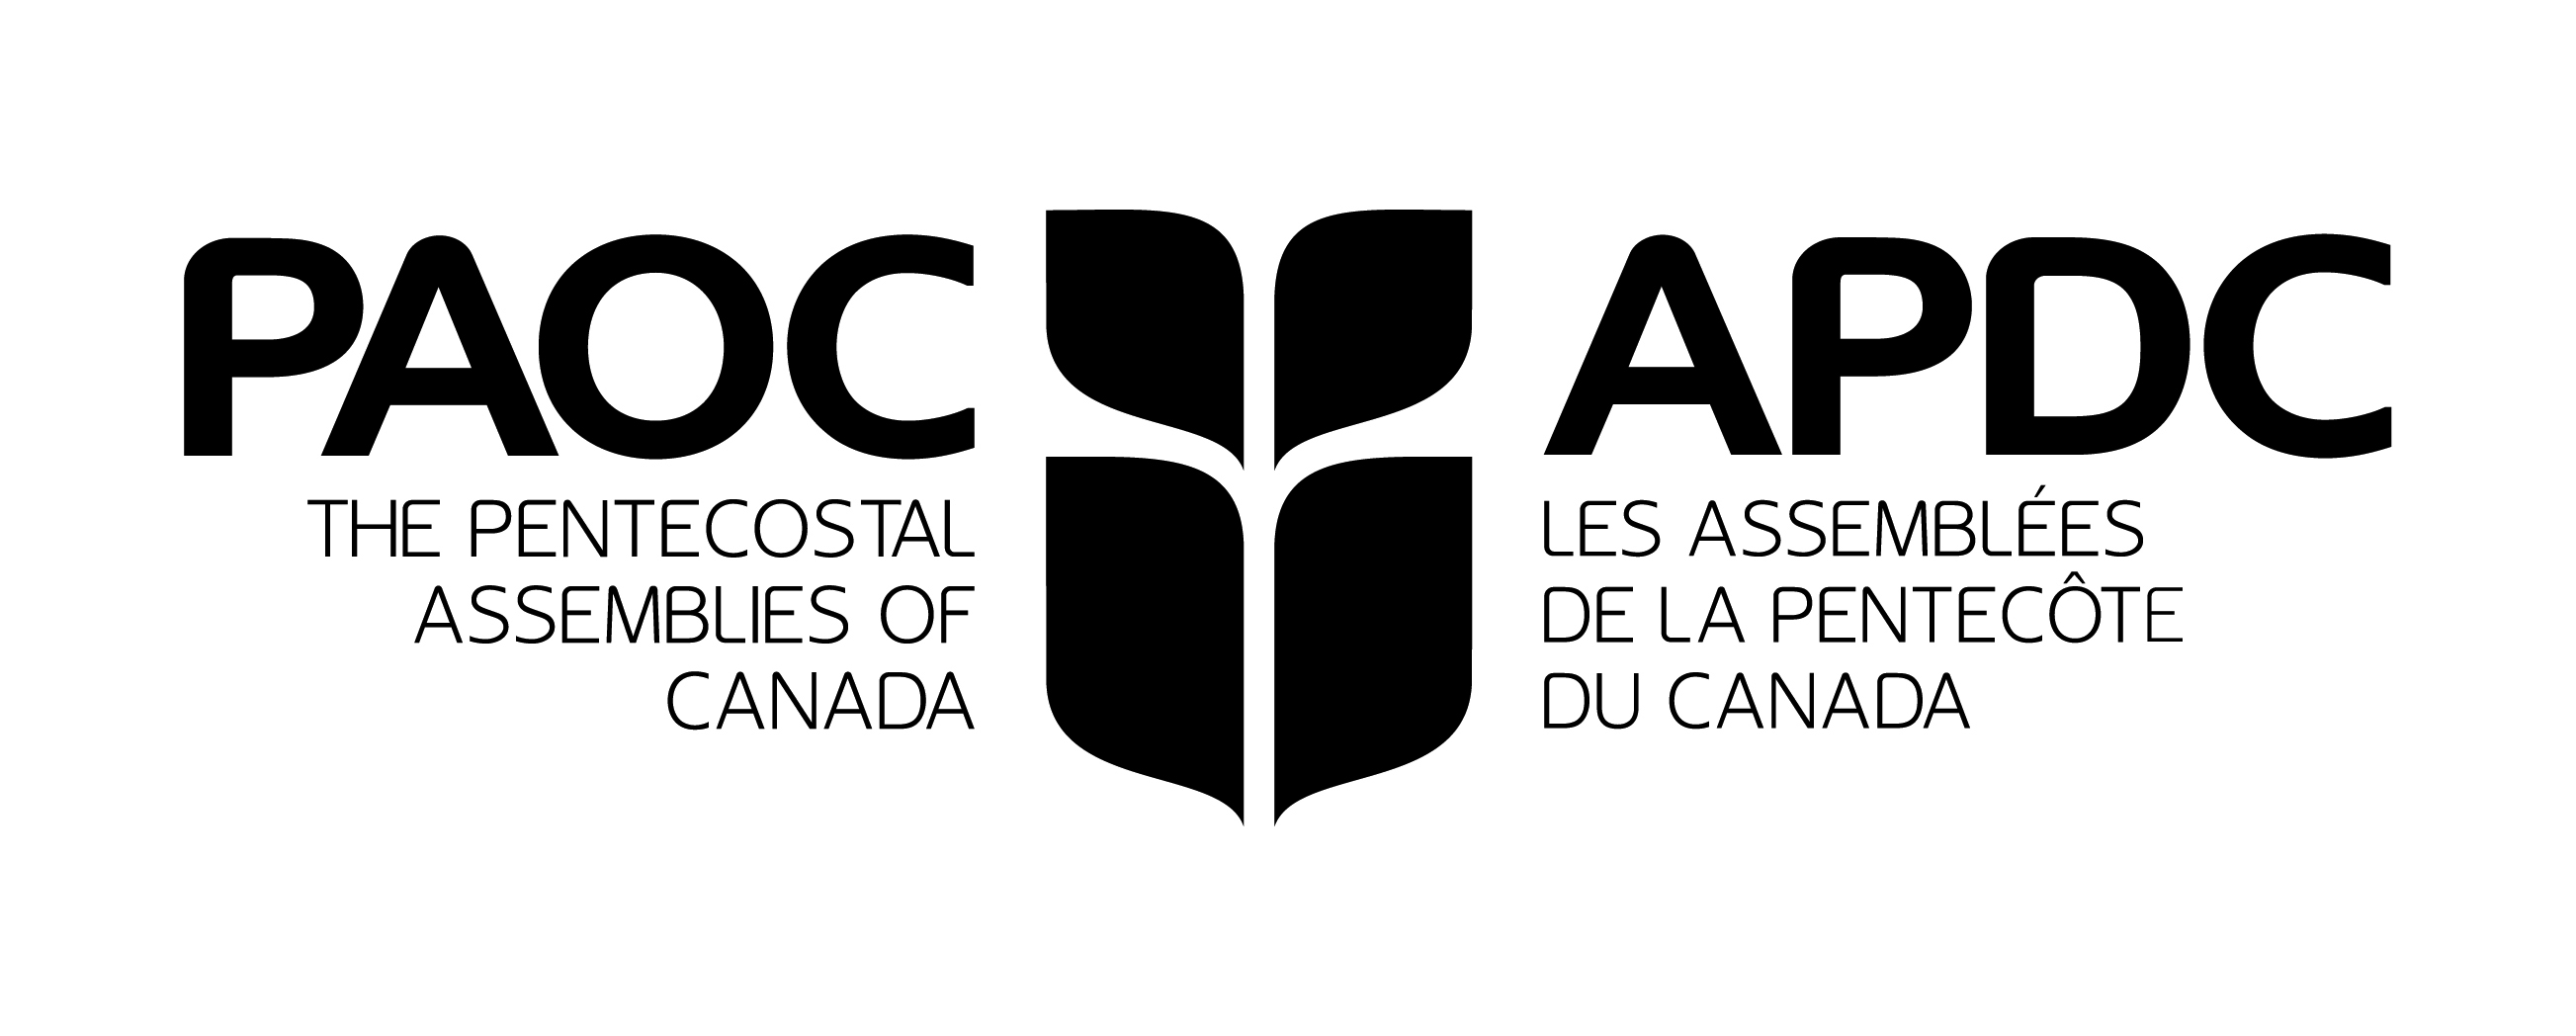 PAOC
THE PENTECOSTAL
ASSEMBLIES OF
CANADA
APDC
LES ASSEMBLÉES
DE LA PENTECÔTE
DU CANADA